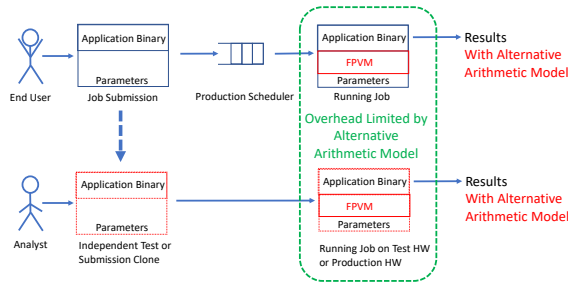 Application Binary
Parameters
End User
Job Submission
Production Scheduler
Application Binary
FPVM
Parameters
Running Job
Results
With Alternative
Arithmetic Model
Overhead Limited by
Alternative
Arithmetic Model
Application Binary
Parameters
Analyst
Independent Test or
Submission Clone
Application Binary
FPVM
Parameters
Running Job on Test HW
or Production HW
Results
With Alternative
Arithmetic Model